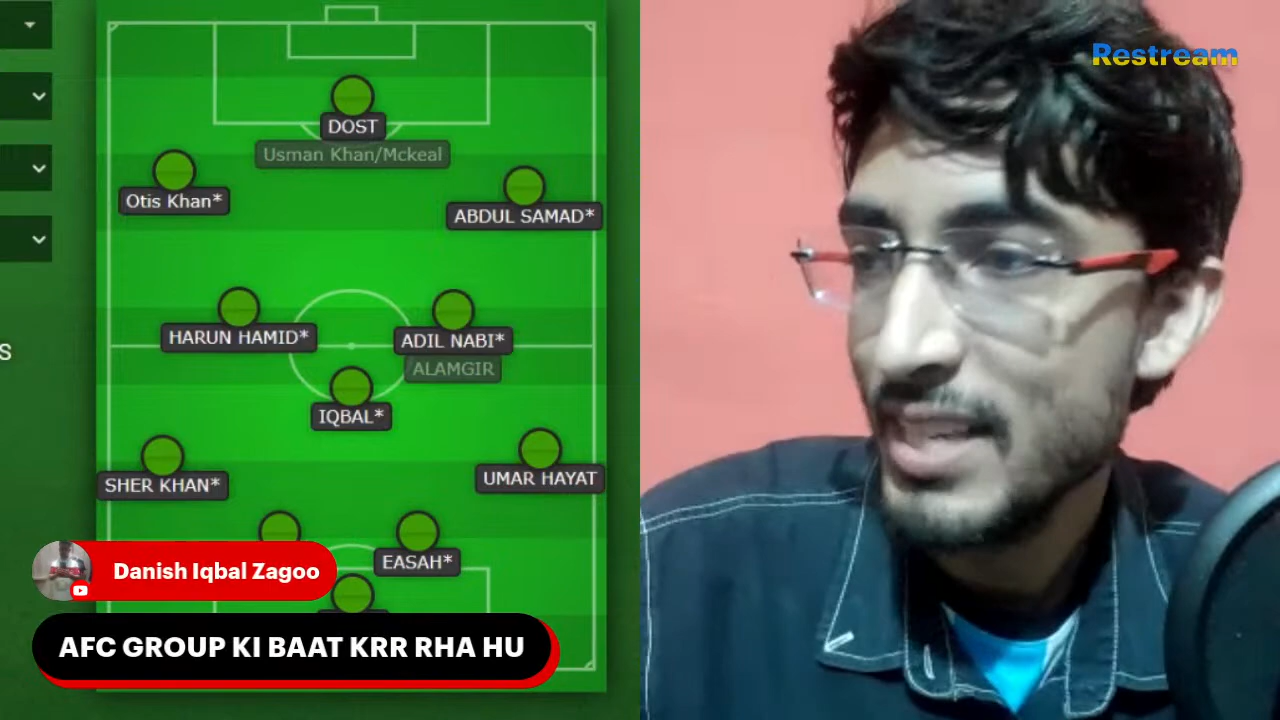 Restream
DOST
Usman Khan/Mckeal
Otis Khan*
ABDUL SAMAD*
HARUN HAMID*
ADIL NABI*
ALAMGIR
S
IQBAL*
SHER KHAN*
UMAR HAYAT
EASAH*
Danish Iqbal Zagoo
AFC GROUP KI BAAT KRR RHA HU